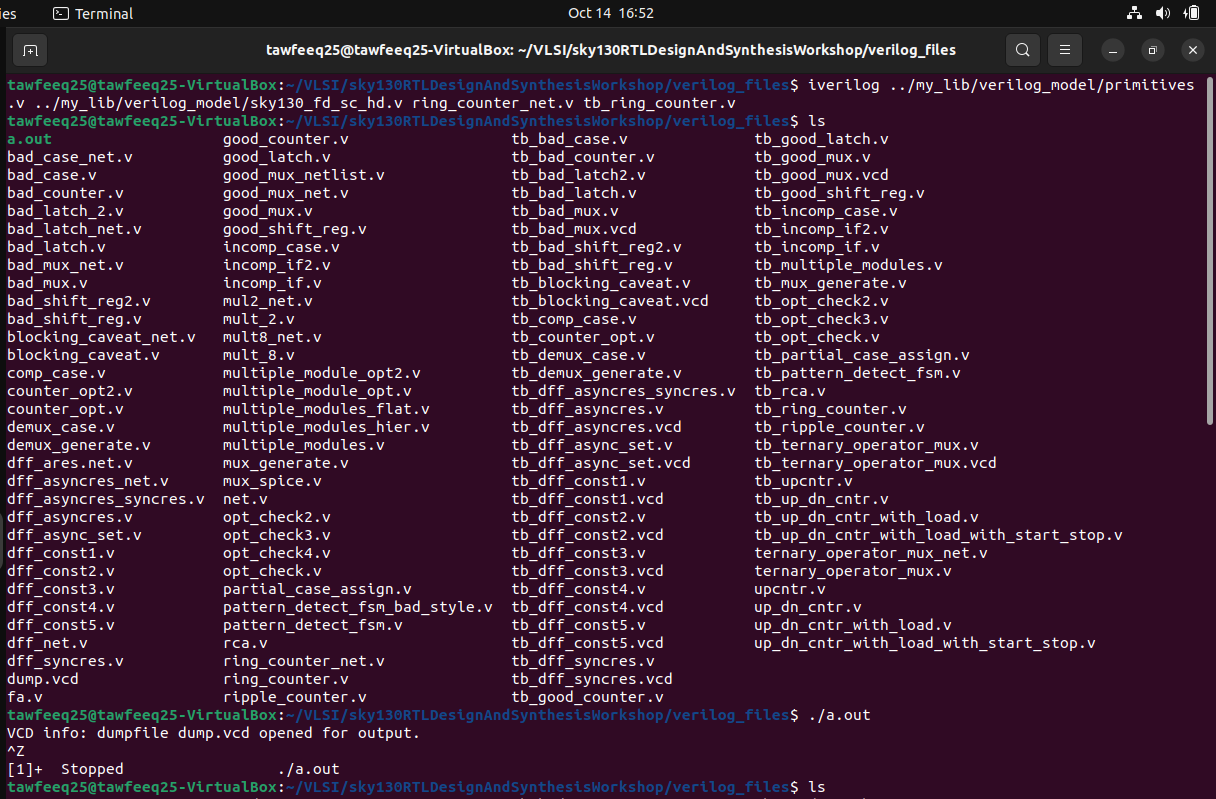 ies Terminal Oct 14 16:52
tawfeeq25@tawfeeq25-VirtualBox: ~/VLSI/sky130RTLDesignAndSynthesisWorkshop/verilog_files
tawfeeq25@tawfeeq25-VirtualBox:~/VLSI/sky130RTLDesignAndSynthesisWorkshop/verilog_files$ iverilog ../my_lib/verilog_model/primitives
.v ../my_lib/verilog_model/sky130_fd_sc_hd.v ring_counter_net.v tb_ring_counter.v
tawfeeq25@tawfeeq25-VirtualBox:~/VLSI/sky130RTLDesignAndSynthesisWorkshop/verilog_files$ ls
a.out good_counter.v tb_bad_case.v tb_good_latch.v
bad_case_net.v good_latch.v tb_bad_counter.v tb_good_mux.v
bad_case.v good_mux_netlist.v tb_bad_latch2.v tb_good_mux.vcd
bad_counter.v good_mux_net.v tb_bad_latch.v tb_good_shift_reg.v
bad_latch_2.v good_mux.v tb_bad_mux.v tb_incomp_case.v
bad_latch_net.v good_shift_reg.v tb_bad_mux.vcd tb_incomp_if2.v
bad_latch.v incomp_case.v tb_bad_shift_reg2.v tb_incomp_if.v
bad_mux_net.v incomp_if2.v tb_bad_shift_reg.v tb_multiple_modules.v
bad_mux.v incomp_if.v tb_blocking_caveat.v tb_mux_generate.v
bad_shift_reg2.v mul2_net.v tb_blocking_caveat.vcd tb_opt_check2.v
bad_shift_reg.v mult_2.v tb_comp_case.v tb_opt_check3.v
blocking_caveat_net.v mult8_net.v tb_counter_opt.v tb_opt_check.v
blocking_caveat.v mult_8.v tb_demux_case.v tb_partial_case_assign.v
comp_case.v multiple_module_opt2.v tb_demux_generate.v tb_pattern_detect_fsm.v
counter_opt2.v multiple_module_opt.v tb_dff_asyncres_syncres.v tb_rca.v
counter_opt.v multiple_modules_flat.v tb_dff_asyncres.v tb_ring_counter.v
demux_case.v multiple_modules_hier.v tb_dff_asyncres.vcd tb_ripple_counter.v
demux_generate.v multiple_modules.v tb_dff_async_set.v tb_ternary_operator_mux.v
dff_ares.net.v mux_generate.v tb_dff_async_set.vcd tb_ternary_operator_mux.vcd
dff_asyncres_net.v mux_spice.v tb_dff_const1.v tb_upcntr.v
dff_asyncres_syncres.v net.v tb_dff_const1.vcd tb_up_dn_cntr.v
dff_asyncres.v opt_check2.v tb_dff_const2.v tb_up_dn_cntr_with_load.v
dff_async_set.v opt_check3.v tb_dff_const2.vcd tb_up_dn_cntr_with_load_with_start_stop.v
dff_const1.v opt_check4.v tb_dff_const3.v ternary_operator_mux_net.v
dff_const2.v opt_check.v tb_dff_const3.vcd ternary_operator_mux.v
dff_const3.v partial_case_assign.v tb_dff_const4.v upcntr.v
dff_const4.v pattern_detect_fsm_bad_style.v tb_dff_const4.vcd up_dn_cntr.v
dff_const5.v pattern_detect_fsm.v tb_dff_const5.v up_dn_cntr_with_load.v
dff_net.v rca.v tb_dff_const5.vcd up_dn_cntr_with_load_with_start_stop.v
dff_syncres.v ring_counter_net.v tb_dff_syncres.v
dump.vcd ring_counter.v tb_dff_syncres.vcd
fa.v ripple_counter.v tb_good_counter.v
tawfeeq25@tawfeeq25-VirtualBox:~/VLSI/sky130RTLDesignAndSynthesisWorkshop/verilog_files$ ./a.out
VCD info: dumpfile dump.vcd opened for output.
^Z
[1]+ Stopped ./a.out
tawfeeq25@tawfeeq25-VirtualBox:~/VLSI/sky130RTLDesignAndSynthesisWorkshop/verilog_files$ ls